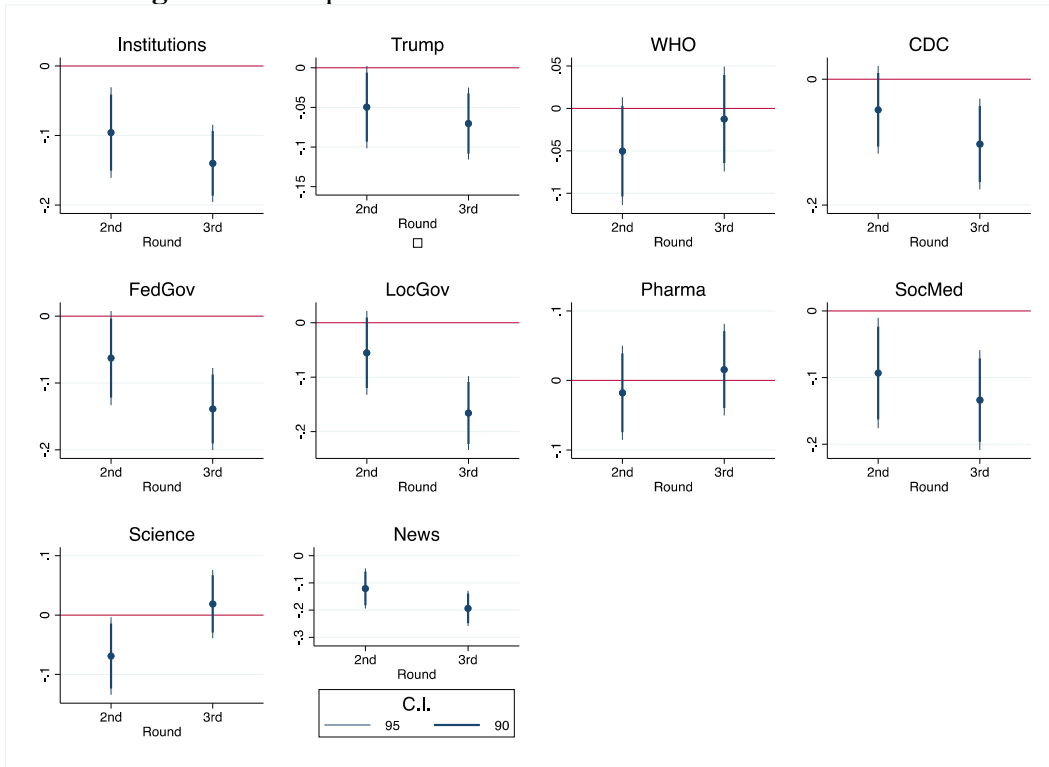 Institutions
0
-.1
-.2
2nd
3rd
Round
Trump
0
-.05
-.1
-.15
2nd
3rd
Round
WHO
.05
0
-.05
-.1
2nd
3rd
Round
CDC
0
-.2
2nd
3rd
Round
FedGov
0
-.1
-.2
2nd
3rd
Round
LocGov
0
-.1
-.2
2nd
3rd
Round
Pharma
.1
0
-.1
2nd
3rd
Round
SocMed
0
-.1
-.2
2nd
3rd
Round
Science
.1
0
-.1
2nd
3rd
Round
News
0
-.1
-.2
-.3
2nd
3rd
Round
C.I.
95
90